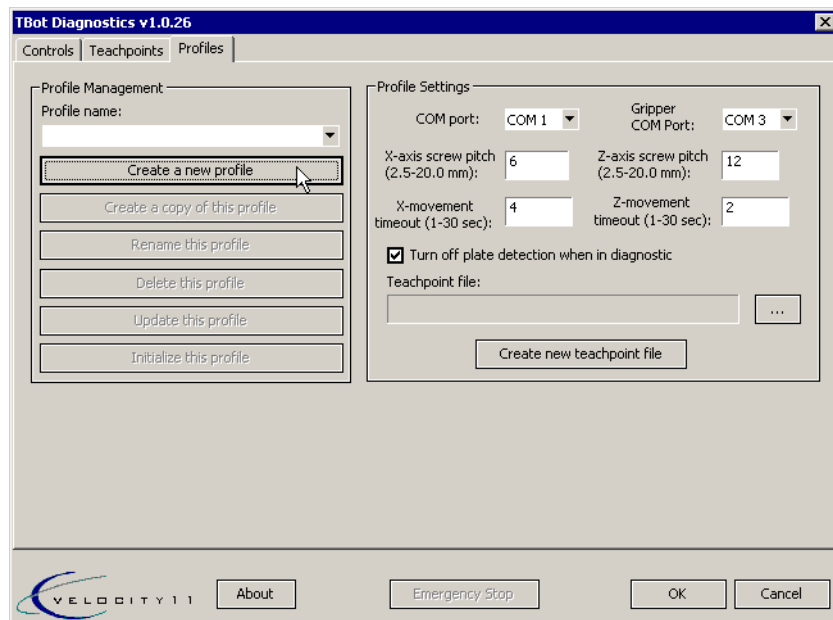 TBot Diagnostics v1.0.26
Controls
Teachpoints
Profiles
Profile Management
Profile name:
Create a new profile
Create a copy of this profile
Rename this profile
Delete this profile
Update this profile
Initialize this profile
Profile Settings
COM port:
COM 1
Gripper
COM Port:
COM 3
X-axis screw pitch
(2.5-20.0 mm):
6
Z-axis screw pitch
(2.5-20.0 mm):
12
X-movement
timeout (1-30 sec):
4
Z-movement
timeout (1-30 sec):
2
Turn off plate detection when in diagnostic
Teachpoint file:
...
Create new teachpoint file
VELOCITY11
About
Emergency Stop
OK
Cancel